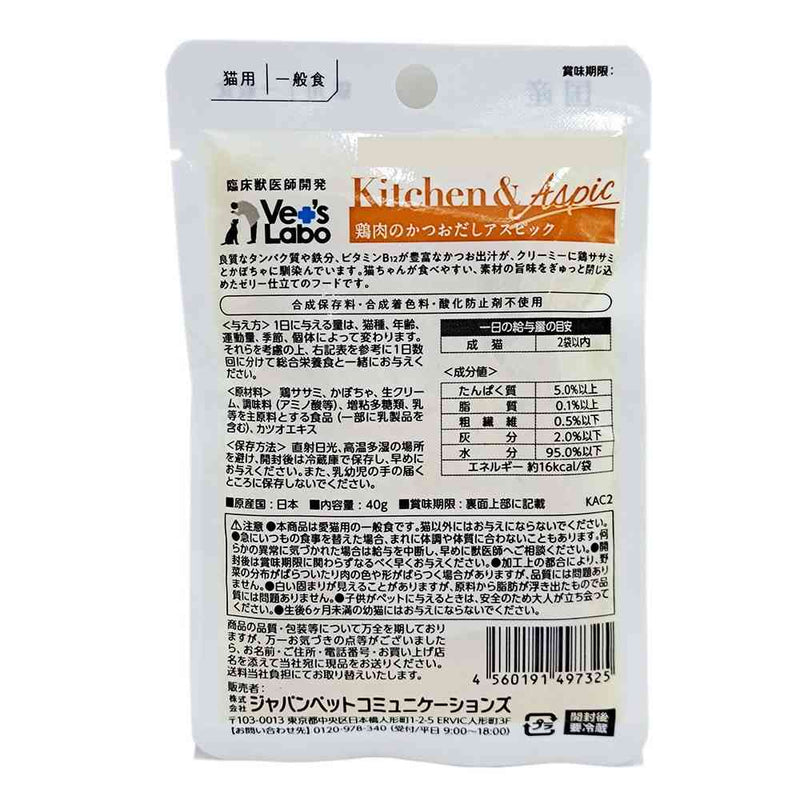 猫用 一般食
賞味期限:
国産
臨床獣医師開発
Vet's Labo
Kitchen & Aspic
鶏肉のかつおだしアスピック
良質なタンパク質や鉄分、ビタミンB12が豊富なかつお出汁が、クリーミーに鶏ササミ
とかぼちゃに馴染んでいます。猫ちゃんが食べやすい、素材の旨味をぎゅっと閉じ込
めたゼリー仕立てのフードです。
合成保存料・合成着色料・酸化防止剤不使用
〈与え方〉1日に与える量は、猫種、年齢、
運動量、季節、個体によって変わります。
それらを考慮の上、右記表を参考に1日数
回に分けて総合栄養食と一緒にお与えく
ださい。
〈原材料〉鶏ササミ、かぼちゃ、生クリー
ム、調味料(アミノ酸等)、増粘多糖類、乳
等を主原料とする食品(一部に乳製品を
含む)、カツオエキス
〈保存方法〉直射日光、高温多湿の場所
を避け、開封後は冷蔵庫で保存し、早めに
お与えください。また、乳幼児の手の届く
ところに保存しないでください。
一日の給与量の目安
成猫 2袋以内
〈成分値〉
たんぱく質 5.0%以上
脂質 0.1%以上
粗繊維 0.5%以下
灰分 2.0%以下
水分 95.0%以下
エネルギー 約16kcal/袋
■原産国:日本 ■内容量:40g ■賞味期限:裏面上部に記載 KAC2
⚠注意 ●本商品は愛猫用の一般食です。猫以外にはお与えにならないでください。
●急にいつもの食事を替えた場合、まれに体調や体質に合わないこともあります。何
らかの異常に気づかれた場合は給与を中断し、早めに獣医師へご相談ください。●開
封後は賞味期限に関わらずなるべく早くお与えください。●加工上の都合により、野
菜の分布がばらついたり肉の色や形がばらつく場合がありますが、品質には問題あり
ません。●白い固まりが見えることがありますが、原料から脂肪が浮き出たもので品
質には問題ありません。●子供がペットに与えるときは、安全のため大人が立ち会って
ください。●生後6ヶ月未満の幼猫にはお与えにならないでください。
商品の品質・包装等について万全を期しており
ますが、万一お気づきの点等がございました
ら、お名前・ご住所・電話番号・お買い上げ店
名を添えて当社宛に現品をお送りください。
送料当社負担にてお取り替えいたします。
販売者:
株式会社 ジャパンペットコミュニケーションズ
〒103-0013 東京都中央区日本橋人形町1-2-5 ERVIC人形町3F
【お問い合わせ先】0120-978-340 (受付/平日 9:00~18:00)
4 560191 497325
プラ
開封後
要冷蔵